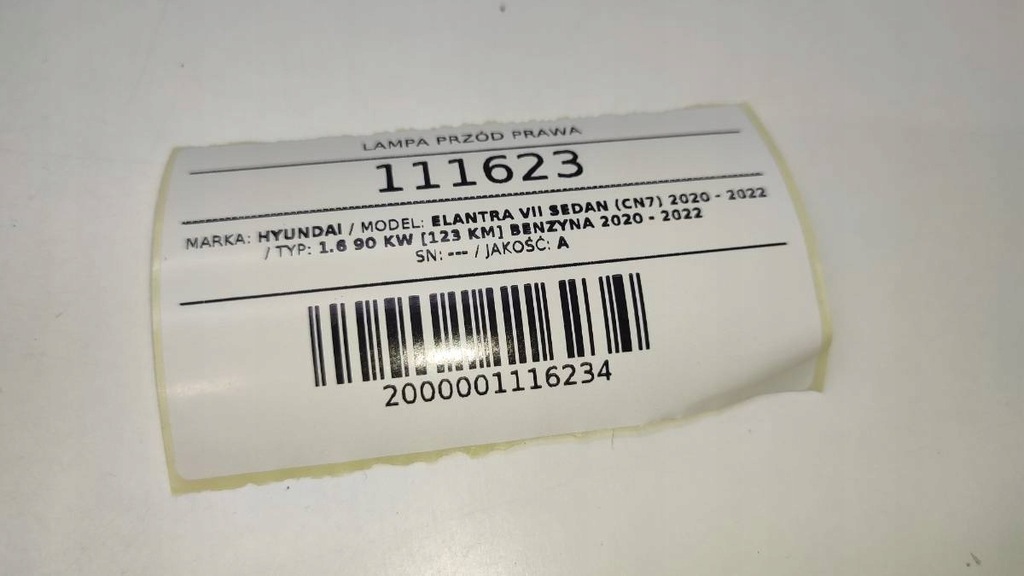 LAMPA PRZÓD PRAWA
111623
MARKA: HYUNDAI / MODEL: ELANTRA VII SEDAN (CN7) 2020 - 2022
/ TYP: 1.6 90 KW [123 KM] BENZYNA 2020 - 2022
SN: --- / JAKOŚĆ: A
2000001116234